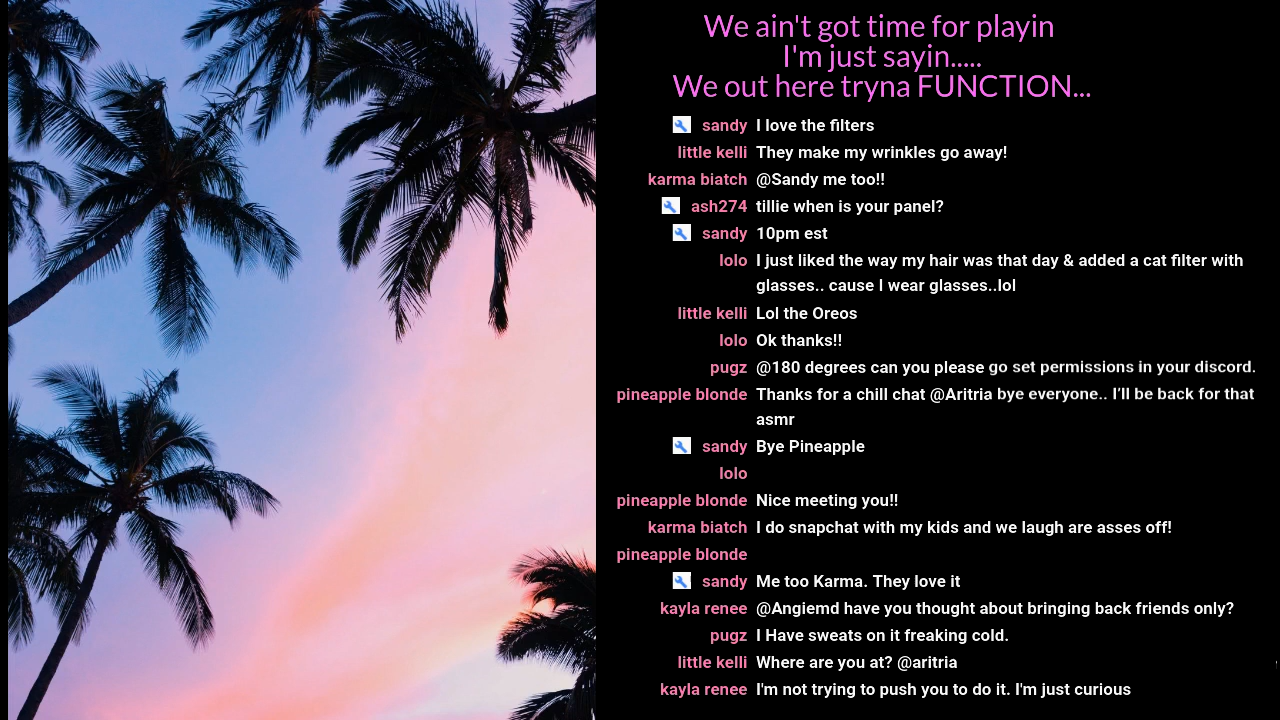 We ain't got time for playin
I'm just sayin.....
We out here tryna FUNCTION...
sandy I love the filters
little kelli They make my wrinkles go away!
karma biatch @Sandy me too!!
ash274 tillie when is your panel?
sandy 10pm est
lolo I just liked the way my hair was that day & added a cat filter with
glasses.. cause I wear glasses..lol
little kelli Lol the Oreos
lolo Ok thanks!!
pugz @180 degrees can you please go set permissions in your discord.
pineapple blonde Thanks for a chill chat @Aritria bye everyone.. I'll be back for that
asmr
sandy Bye Pineapple
lolo
pineapple blonde Nice meeting you!!
karma biatch I do snapchat with my kids and we laugh are asses off!
pineapple blonde
sandy Me too Karma. They love it
kayla renee @Angiemd have you thought about bringing back friends only?
pugz I Have sweats on it freaking cold.
little kelli Where are you at? @aritria
kayla renee I'm not trying to push you to do it. I'm just curious